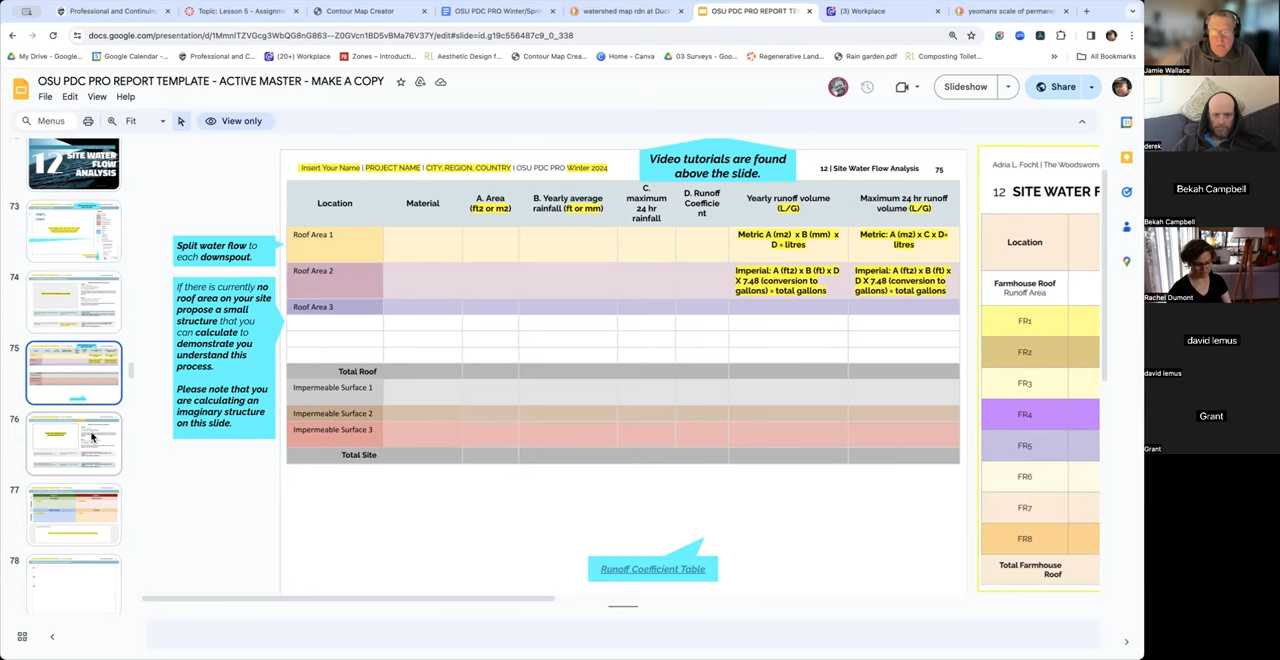 Professional and Continuin
Topic: Lesson 5 - Assignme
Contour Map Creator
OSU PDC PRO Winter/Sprin
watershed map rdn at Duck
OSU PDC PRO REPORT TEM
(3) Workplace
yeomans scale of permane
docs.google.com/presentation/d/1MmnITZVGcg3WbQG8nG863--Z0GVcn1BD5vBMa76V37Y/edit#slide=id.g19c5b6487c9_0_338
My Drive - Google...
Google Calendar -...
Professional and C...
(20+) Workplace
Zones – Introducti...
Aesthetic Design f...
Contour Map Crea...
Home - Canva
03 Surveys - Goo...
Regenerative Land...
Rain garden.pdf
Composting Toilet...
All Bookmarks
OSU PDC PRO REPORT TEMPLATE - ACTIVE MASTER - MAKE A COPY
File Edit View Help
Slideshow
Share
Menus
Fit
View only
12 SITE WATER
FLOW
ANALYSIS
73
74
75
76
77
78
Insert Your Name | PROJECT NAME | CITY, REGION, COUNTRY | OSU PDC PRO Winter 2024
Video tutorials are found
above the slide.
12 | Site Water Flow Analysis 75
Location
Material
A. Area
(ft2 or m2)
B. Yearly average
rainfall (ft or mm)
C.
maximum
24 hr
rainfall
D. Runoff
Coefficie
nt
Yearly runoff volume
(L/G)
Maximum 24 hr runoff
volume (L/G)
Roof Area 1
Metric A (m2) x B (mm) x
D = litres
Metric: A (m2) x C x D=
litres
Roof Area 2
Imperial: A (ft2) x B (ft) x D
X 7.48 (conversion to
gallons) = total gallons
Imperial: A (ft2) x B (ft) x
D X 7.48 (conversion to
gallons) = total gallons
Roof Area 3
Total Roof
Impermeable Surface 1
Impermeable Surface 2
Impermeable Surface 3
Total Site
Split water flow to
each downspout.
If there is currently no
roof area on your site
propose a small
structure that you
can calculate to
demonstrate you
understand this
process.
Please note that you
are calculating an
imaginary structure
on this slide.
Runoff Coefficient Table
Adria L. Focht | The Woodswom
12 SITE WATER F
Location
Farmhouse Roof
Runoff Area
FR1
FR2
FR3
FR4
FR5
FR6
FR7
FR8
Total Farmhouse
Roof
Jamie Wallace
derek
Bekah Campbell
Bekah Campbell
Rachel Dumont
david lemus
david lemus
Grant
Grant